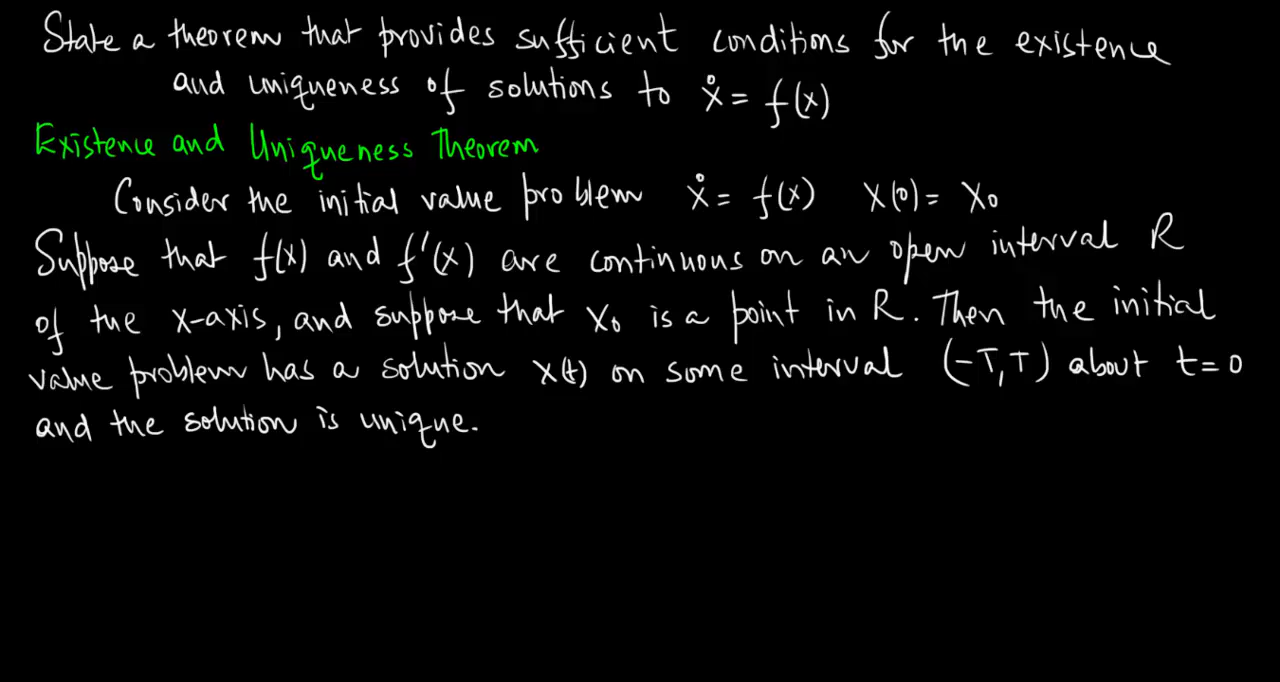 State a theorem that provides sufficient conditions for the existence
and uniqueness of solutions to ẋ = f(x)
Existence and Uniqueness Theorem
Consider the initial value problem ẋ = f(x) x(0) = x₀
Suppose that f(x) and f'(x) are continuous on an open interval R
of the x-axis, and suppose that x₀ is a point in R. Then the initial
value problem has a solution x(t) on some interval (-T,T) about t=0
and the solution is unique.